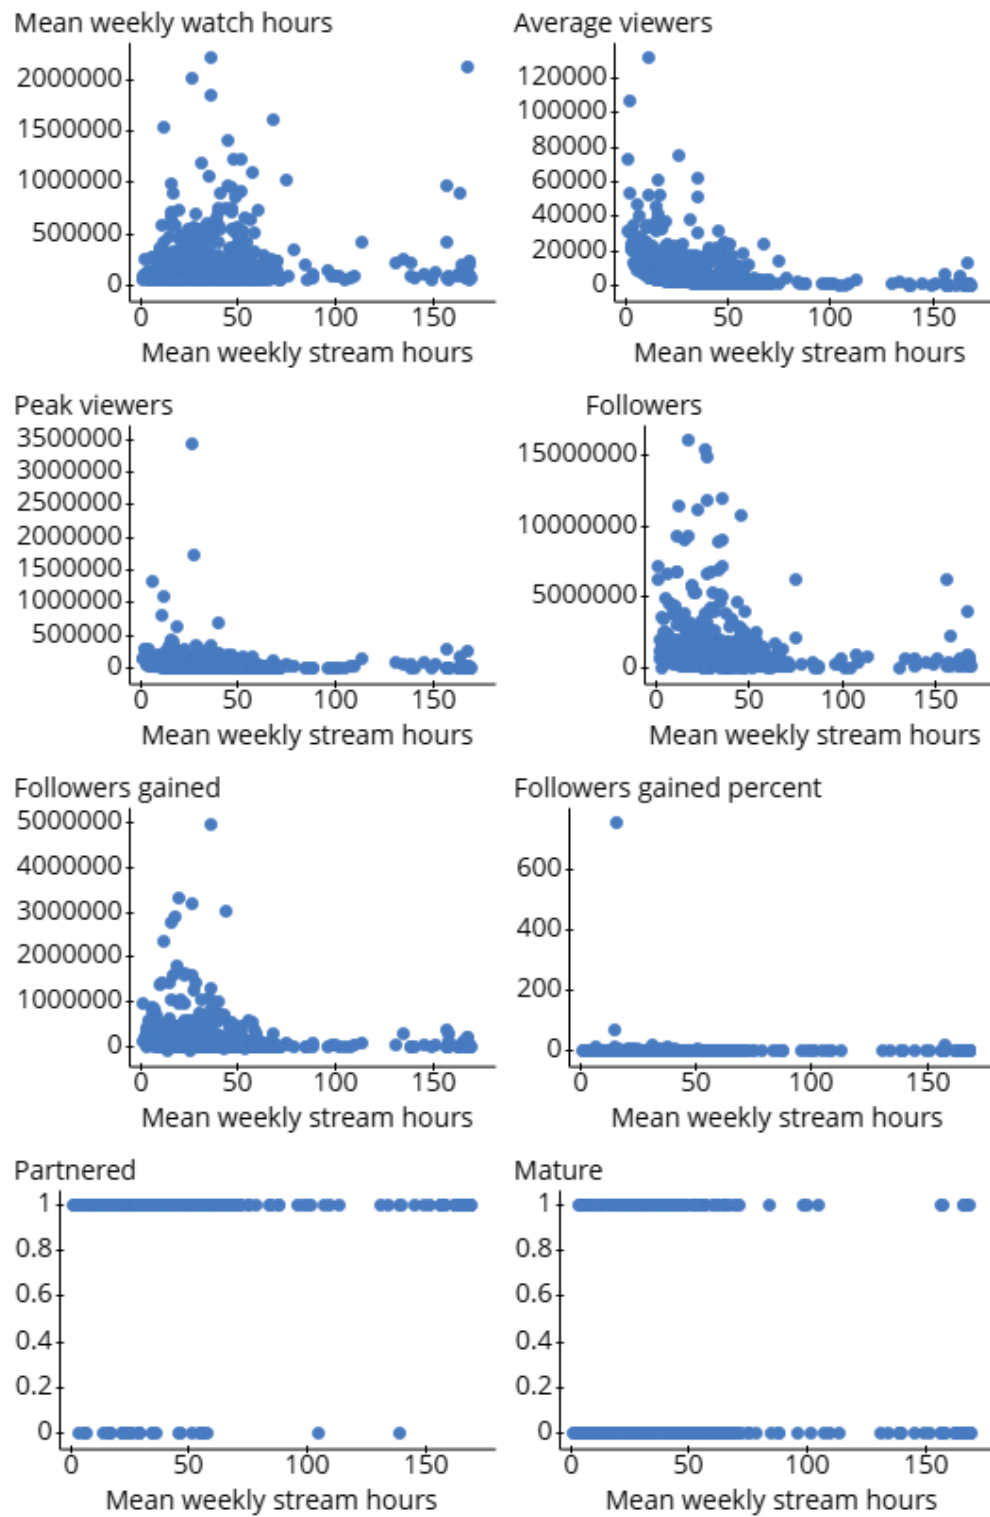 Mean weekly watch hours
2000000
1500000
1000000
500000
0
0 50 100 150
Mean weekly stream hours
Average viewers
120000
100000
80000
60000
40000
20000
0
0 50 100 150
Mean weekly stream hours
Peak viewers
3500000
3000000
2500000
2000000
1500000
1000000
500000
0
0 50 100 150
Mean weekly stream hours
Followers
15000000
10000000
5000000
0
0 50 100 150
Mean weekly stream hours
Followers gained
5000000
4000000
3000000
2000000
1000000
0
0 50 100 150
Mean weekly stream hours
Followers gained percent
600
400
200
0
0 50 100 150
Mean weekly stream hours
Partnered
1
0.8
0.6
0.4
0.2
0
0 50 100 150
Mean weekly stream hours
Mature
1
0.8
0.6
0.4
0.2
0
0 50 100 150
Mean weekly stream hours